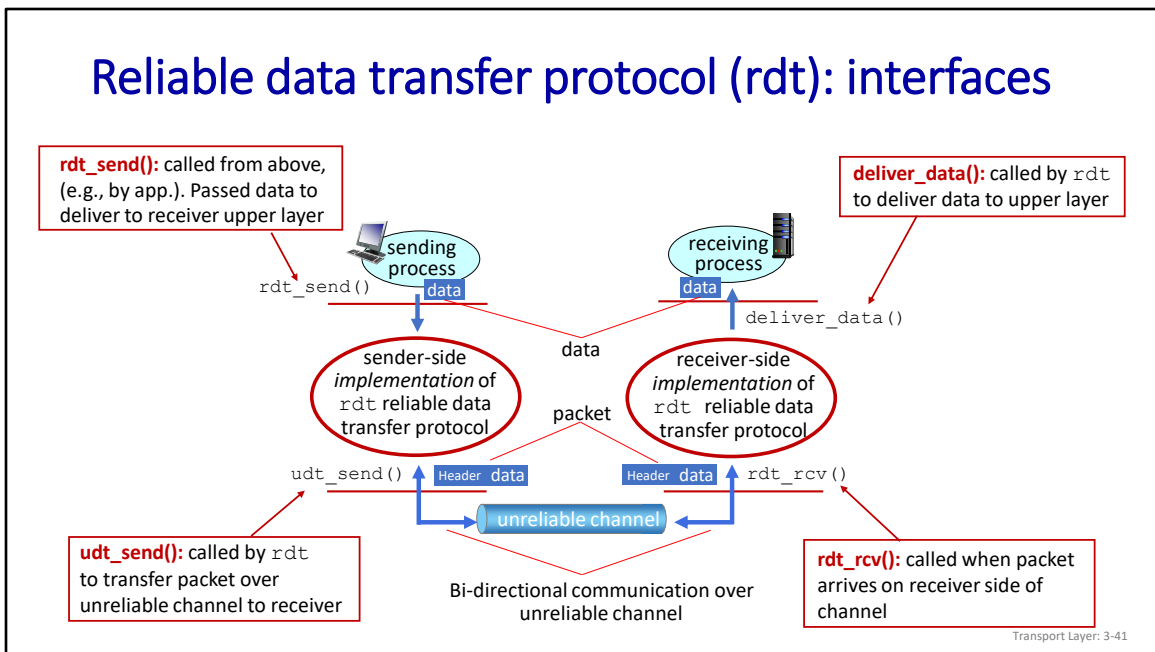 Reliable data transfer protocol (rdt): interfaces
rdt_send(): called from above,
(e.g., by app.). Passed data to
deliver to receiver upper layer
deliver_data(): called by rdt
to deliver data to upper layer
sending
process
receiving
process
rdt_send()
data
data
deliver_data()
data
sender-side
implementation of
rdt reliable data
transfer protocol
receiver-side
implementation of
rdt reliable data
transfer protocol
packet
udt_send()
Header data
Header data
rdt_rcv()
unreliable channel
udt_send(): called by rdt
to transfer packet over
unreliable channel to receiver
Bi-directional communication over
unreliable channel
rdt_rcv(): called when packet
arrives on receiver side of
channel
Transport Layer: 3-41